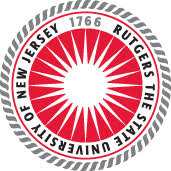 1766
RUTGERS THE STATE UNIVERSITY OF NEW JERSEY